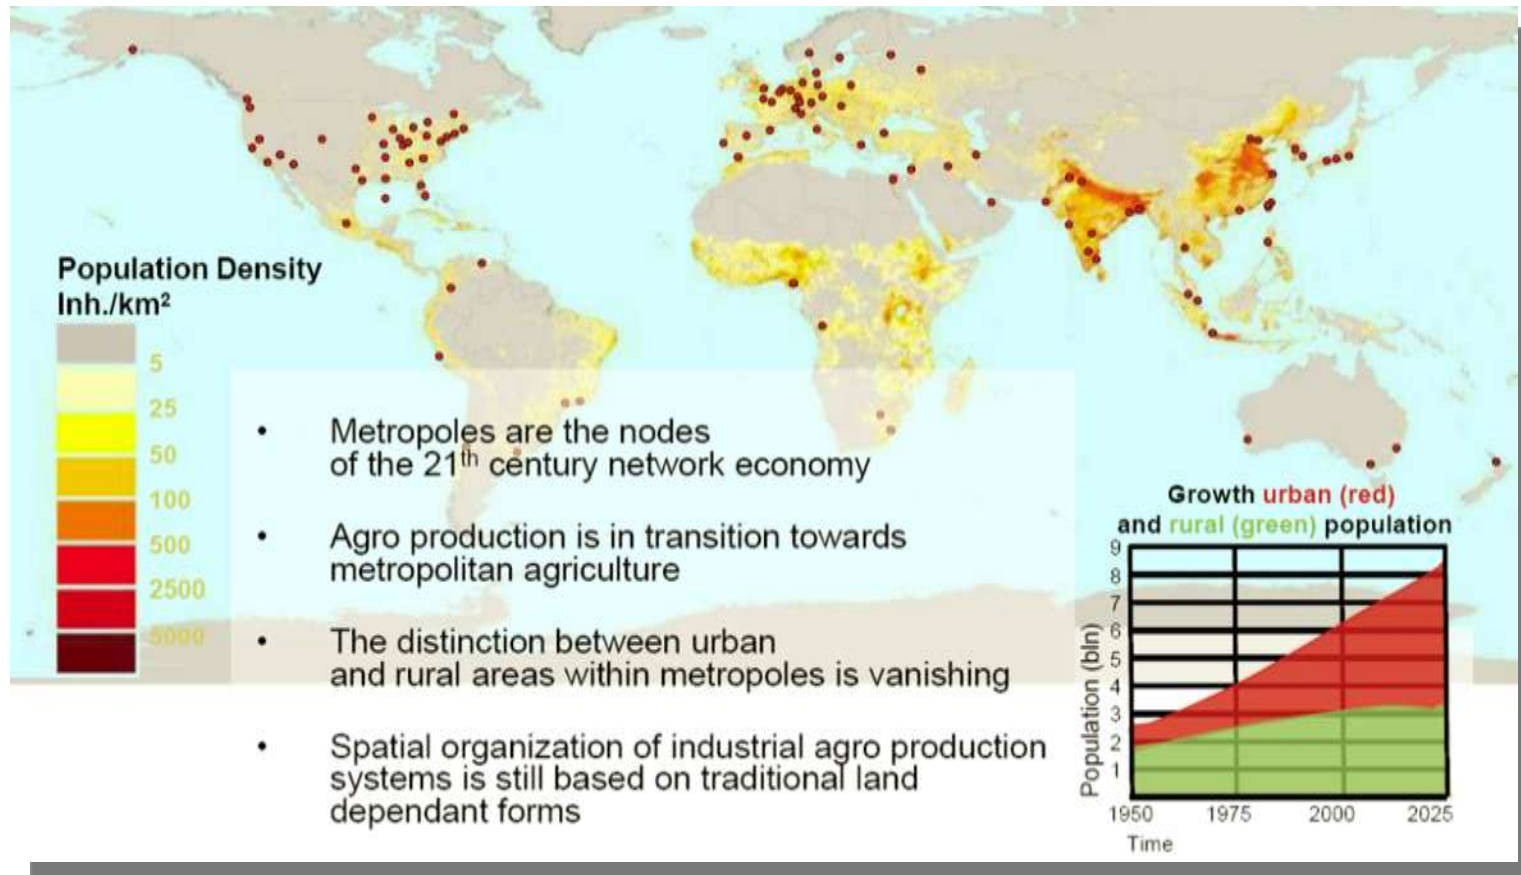 Population Density
Inh./km²
5
25
50
100
500
2500
5000
• Metropoles are the nodes
of the 21th century network economy
• Agro production is in transition towards
metropolitan agriculture
• The distinction between urban
and rural areas within metropoles is vanishing
• Spatial organization of industrial agro production
systems is still based on traditional land
dependant forms
Growth urban (red)
and rural (green) population
Population (bln)
9
8
7
6
5
4
3
2
1
1950 1975 2000 2025
Time